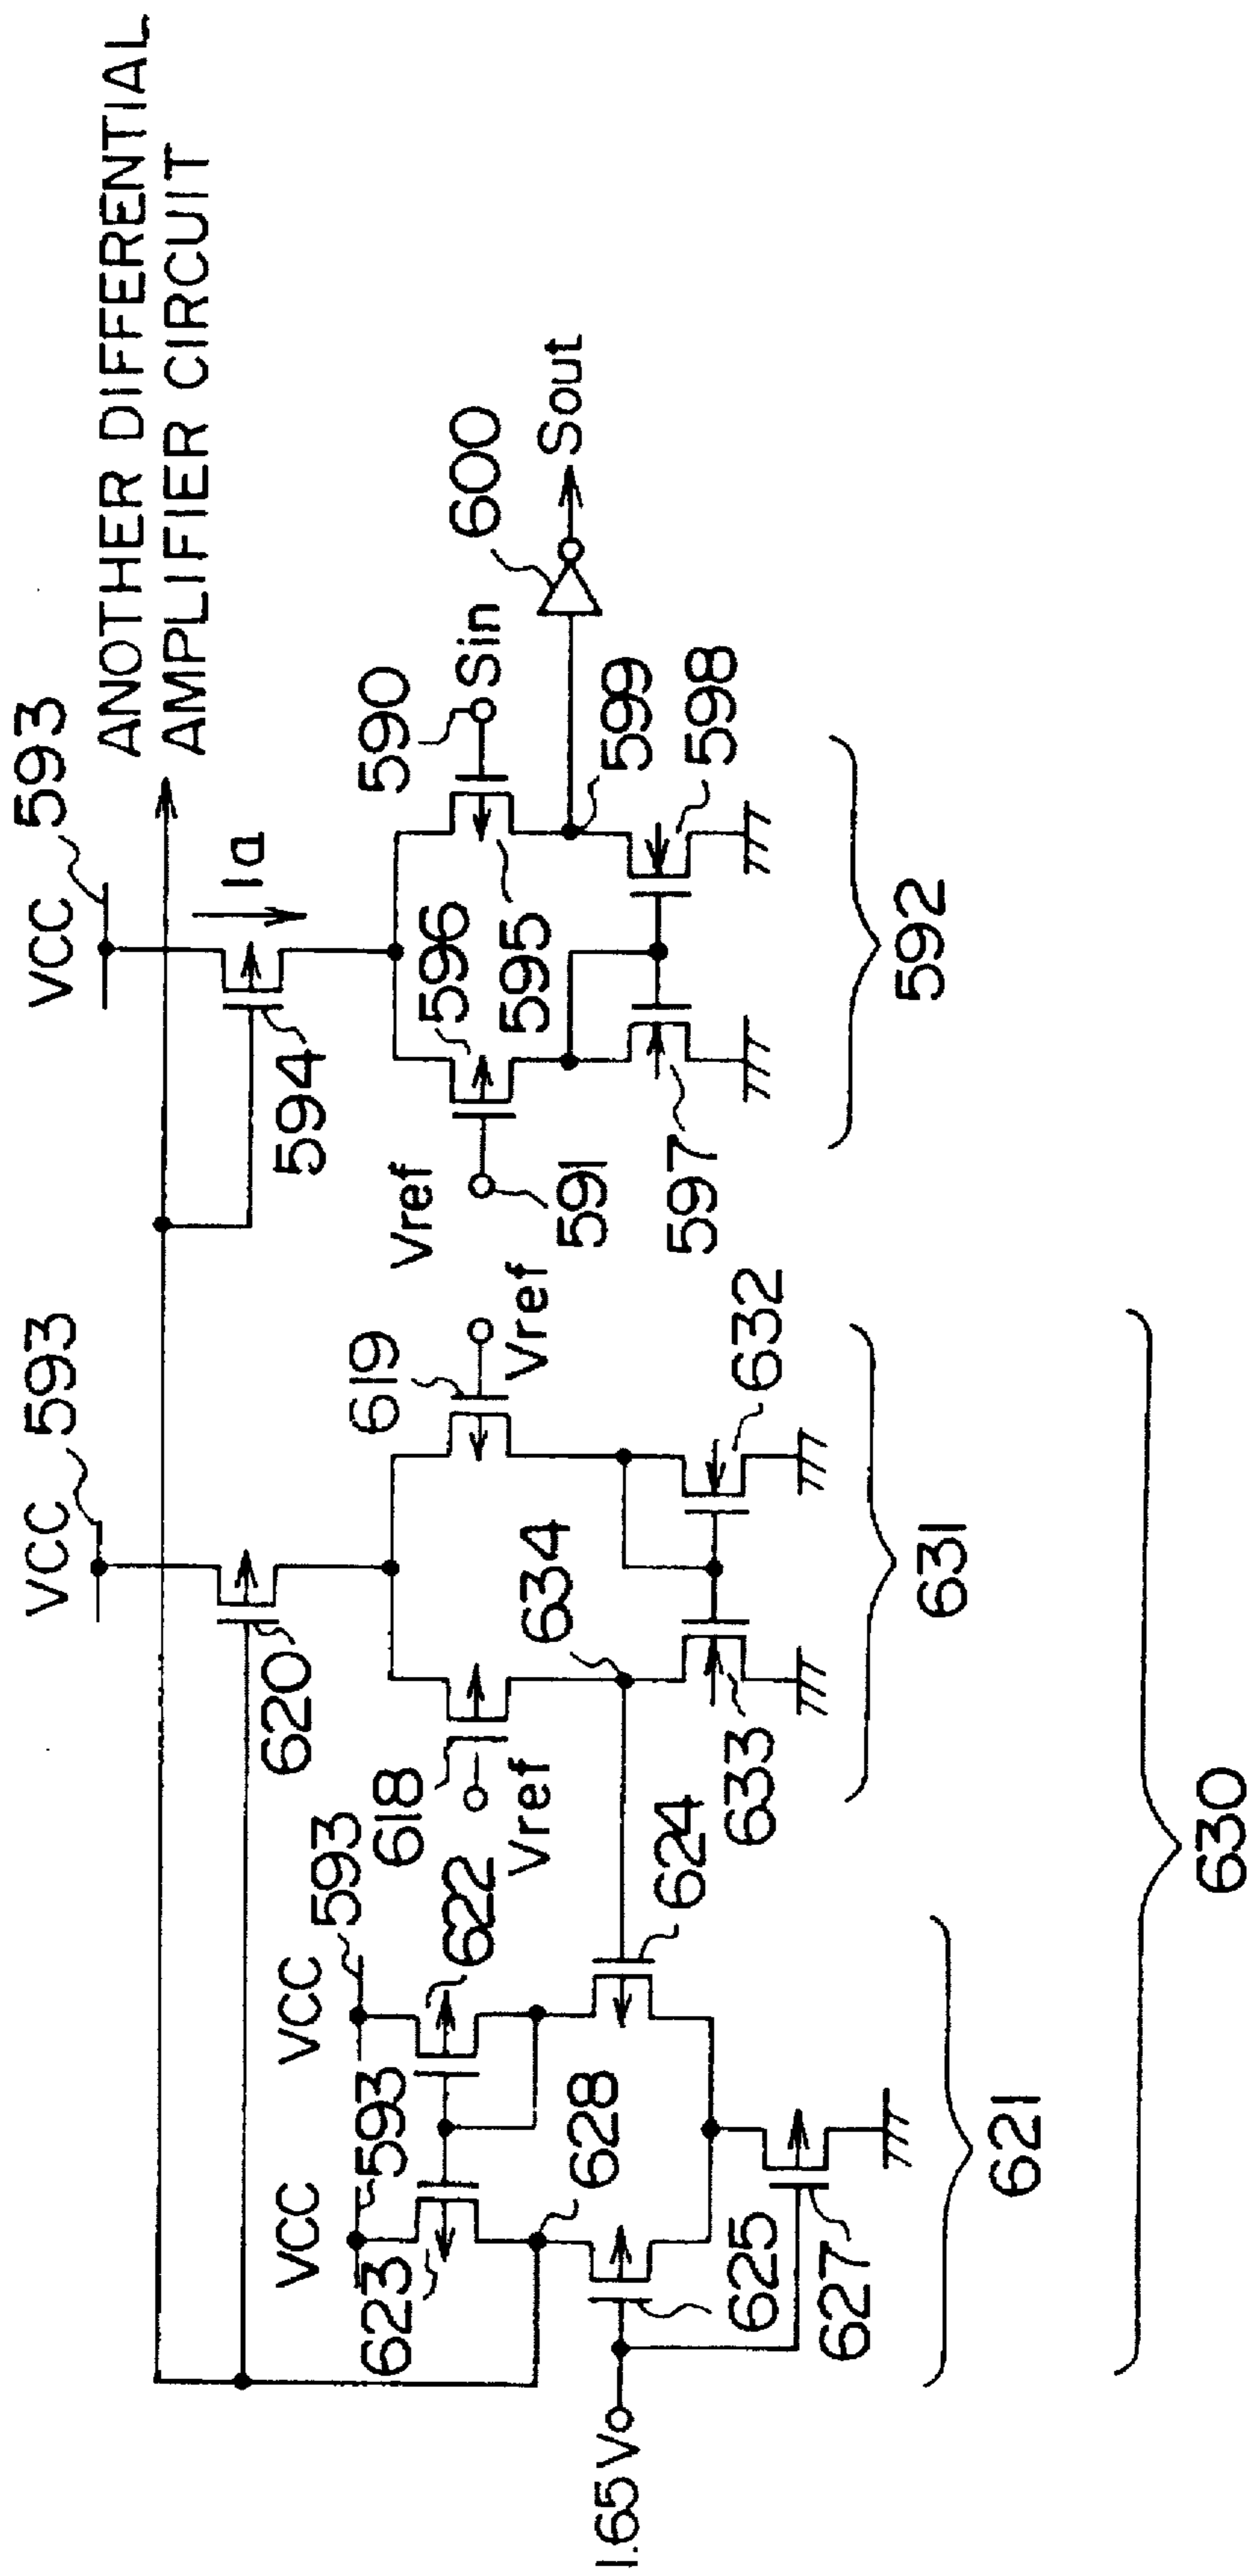 VCC 593
VCC 593
ANOTHER DIFFERENTIAL
AMPLIFIER CIRCUIT
Ia
594
620
VCC
593
VCC
593
622
623
618
Vref
619
Vref
Vref
591
596
595
590
Sin
600
Sout
599
598
597
592
634
632
633
631
628
624
625
627
1.65V
621
630